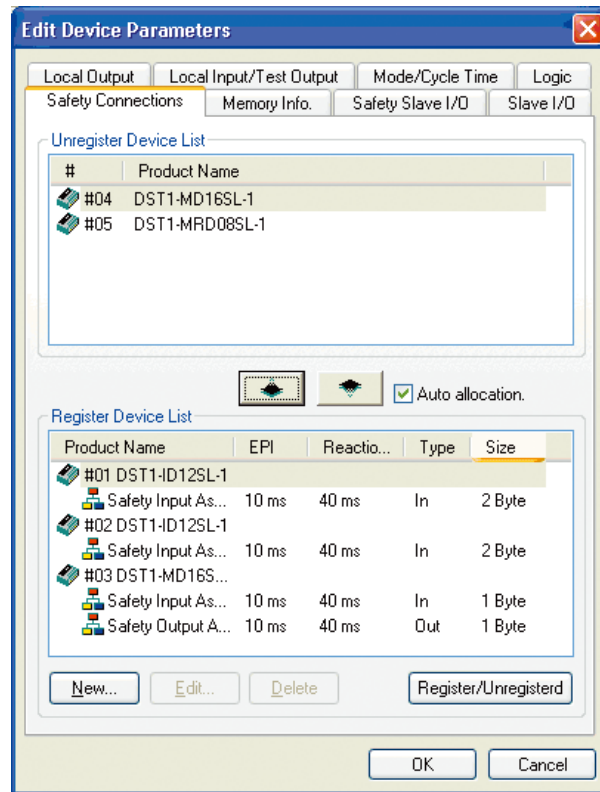 Edit Device Parameters
Local Output Local Input/Test Output Mode/Cycle Time Logic
Safety Connections Memory Info. Safety Slave I/O Slave I/O
Unregister Device List
# Product Name
#04 DST1-MD16SL-1
#05 DST1-MRD08SL-1
Auto allocation.
Register Device List
Product Name EPI Reactio... Type Size
#01 DST1-ID12SL-1
Safety Input As... 10 ms 40 ms In 2 Byte
#02 DST1-ID12SL-1
Safety Input As... 10 ms 40 ms In 2 Byte
#03 DST1-MD16S...
Safety Input As... 10 ms 40 ms In 1 Byte
Safety Output A... 10 ms 40 ms Out 1 Byte
New... Edit... Delete Register/Unregisterd
OK Cancel